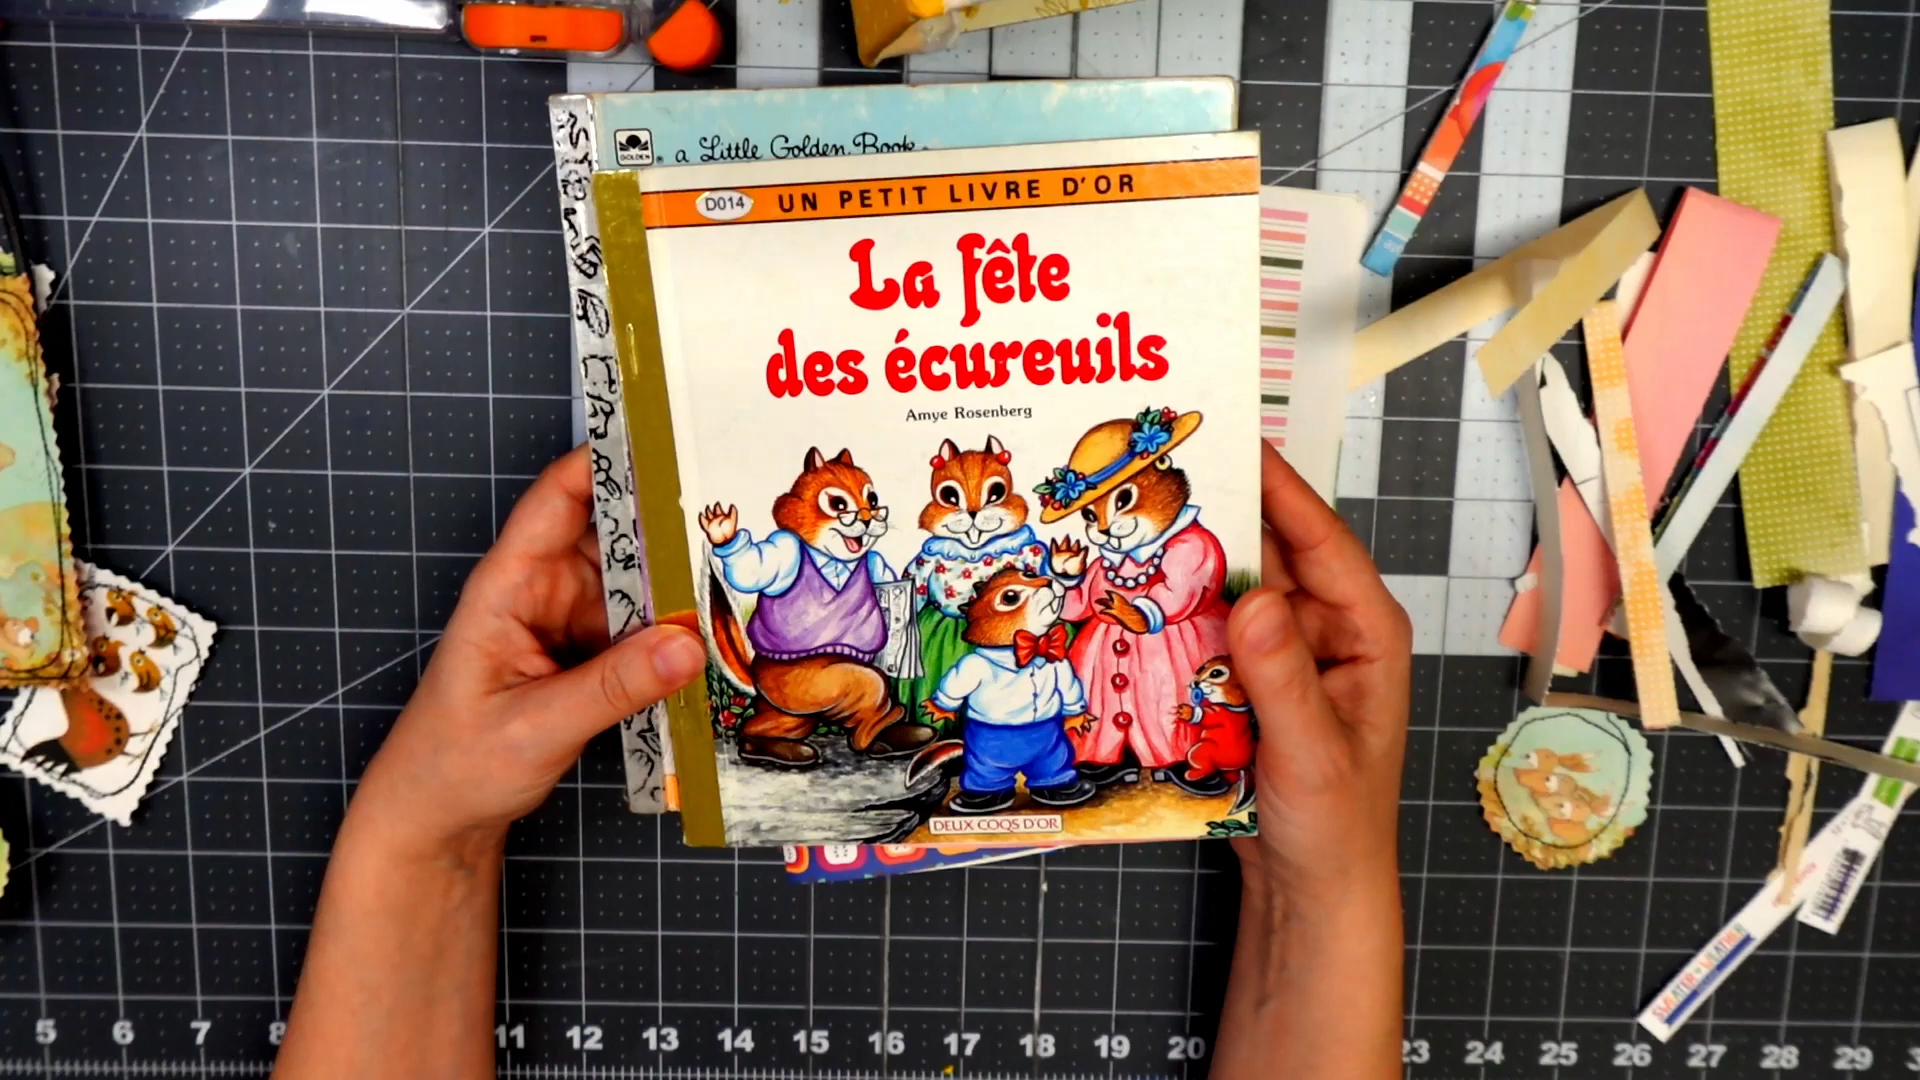 a Little Golden Book
GOLDEN
D014 UN PETIT LIVRE D'OR
La fête
des écureuils
Amye Rosenberg
DEUX COQS D'OR
SWEATER WEATHER
5 6 7 8 11 12 13 14 15 16 17 18 19 20 23 24 25 26 27 28 29